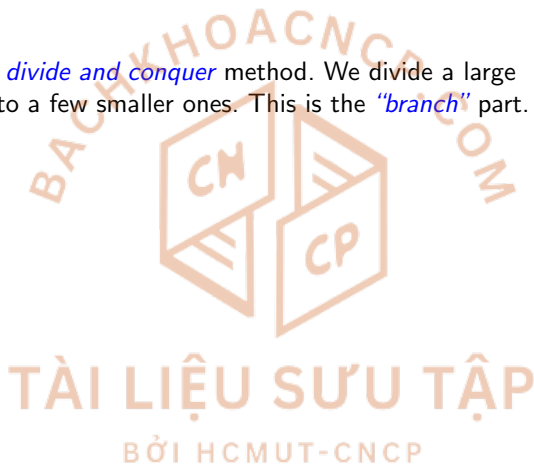 divide and conquer method. We divide a large
to a few smaller ones. This is the “branch” part.
BACHKHOACNCP.COM
CN
CP
TÀI LIỆU SƯU TẬP
BỞI HCMUT-CNCP